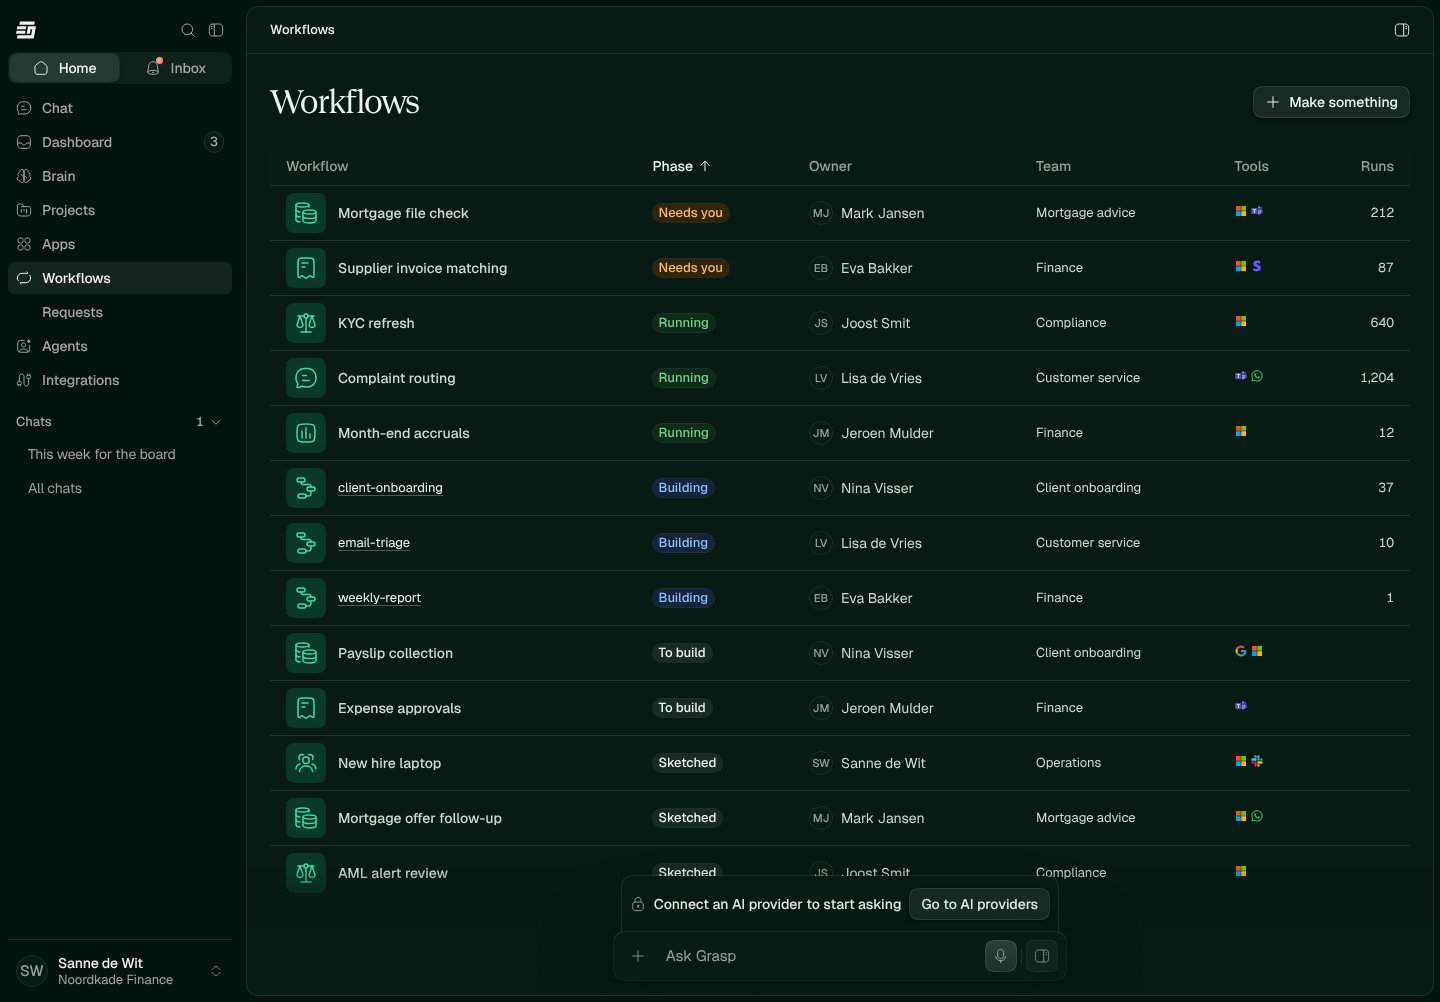 Home
Inbox
Chat
Dashboard 3
Brain
Projects
Apps
Workflows
Requests
Agents
Integrations
Chats 1
This week for the board
All chats
SW
Sanne de Wit
Noordkade Finance
Workflows
Workflows
Make something
Workflow Phase Owner Team Tools Runs
Mortgage file check Needs you MJ Mark Jansen Mortgage advice 212
Supplier invoice matching Needs you EB Eva Bakker Finance 87
KYC refresh Running JS Joost Smit Compliance 640
Complaint routing Running LV Lisa de Vries Customer service 1,204
Month-end accruals Running JM Jeroen Mulder Finance 12
client-onboarding Building NV Nina Visser Client onboarding 37
email-triage Building LV Lisa de Vries Customer service 10
weekly-report Building EB Eva Bakker Finance 1
Payslip collection To build NV Nina Visser Client onboarding
Expense approvals To build JM Jeroen Mulder Finance
New hire laptop Sketched SW Sanne de Wit Operations
Mortgage offer follow-up Sketched MJ Mark Jansen Mortgage advice
AML alert review Sketched JS Joost Smit Compliance
Connect an AI provider to start asking Go to AI providers
Ask Grasp